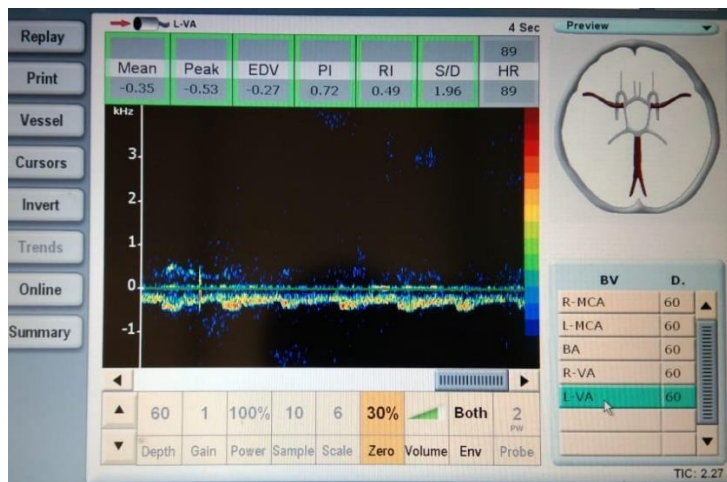 L-VA
4 Sec
Replay
Print
Vessel
Cursors
Invert
Trends
Online
Summary
89
Mean Peak EDV PI RI S/D HR
-0.35 -0.53 -0.27 0.72 0.49 1.96 89
kHz
3
2
1
0
-1
60 1 100% 10 6 30% Both 2
PW
Depth Gain Power Sample Scale Zero Volume Env Probe
Preview
BV D.
R-MCA 60
L-MCA 60
BA 60
R-VA 60
L-VA 60
TIC: 2.27